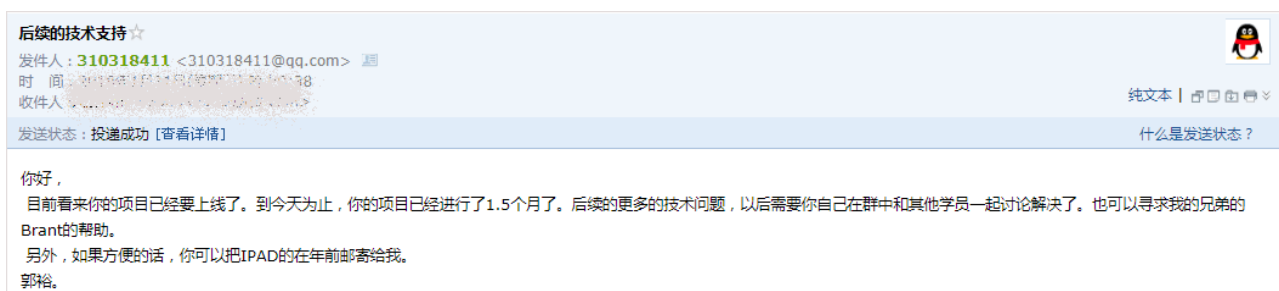 后续的技术支持☆
发件人：310318411 <310318411@qq.com>
时 间：
收件人
纯文本 |
发送状态：投递成功 [查看详情]
什么是发送状态？
你好，
目前看来你的项目已经要上线了。到今天为止，你的项目已经进行了1.5个月了。后续的更多的技术问题，以后需要你自己在群中和其他学员一起讨论解决了。也可以寻求我的兄弟的
Brant的帮助。
另外，如果方便的话，你可以把IPAD的在年前邮寄给我。
郭裕。